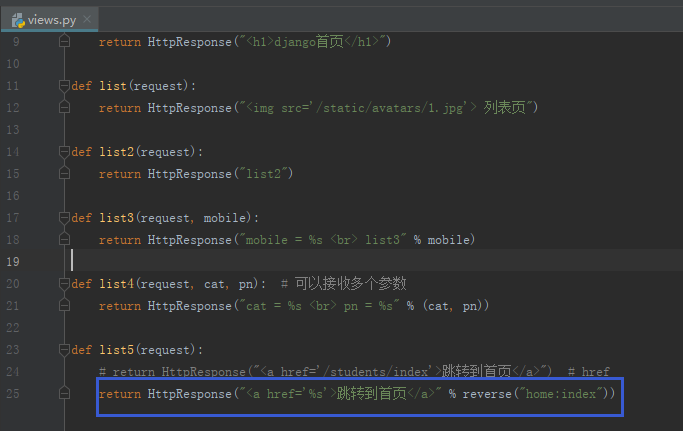 views.py
9 return HttpResponse("<h1>django首页</h1>")
10
11 def list(request):
12 return HttpResponse("<img src='/static/avatars/1.jpg'> 列表页")
13
14 def list2(request):
15 return HttpResponse("list2")
16
17 def list3(request, mobile):
18 return HttpResponse("mobile = %s <br> list3" % mobile)
19
20 def list4(request, cat, pn):  # 可以接收多个参数
21 return HttpResponse("cat = %s <br> pn = %s" % (cat, pn))
22
23 def list5(request):
24 # return HttpResponse("<a href='/students/index'>跳转到首页</a>")  # href
25 return HttpResponse("<a href='%s'>跳转到首页</a>" % reverse("home:index"))